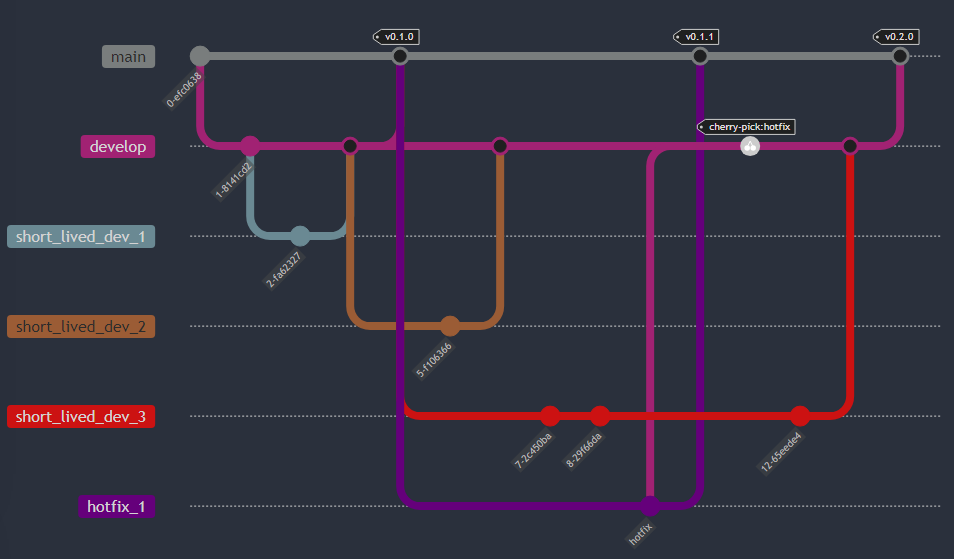 v0.1.0
v0.1.1
v0.2.0
main
0-efc0638
cherry-pick:hotfix
develop
1-8141cd2
short_lived_dev_1
2-fa62327
short_lived_dev_2
5-f106366
short_lived_dev_3
7-2c450ba
8-29f66da
12-65eede4
hotfix_1
hotfix